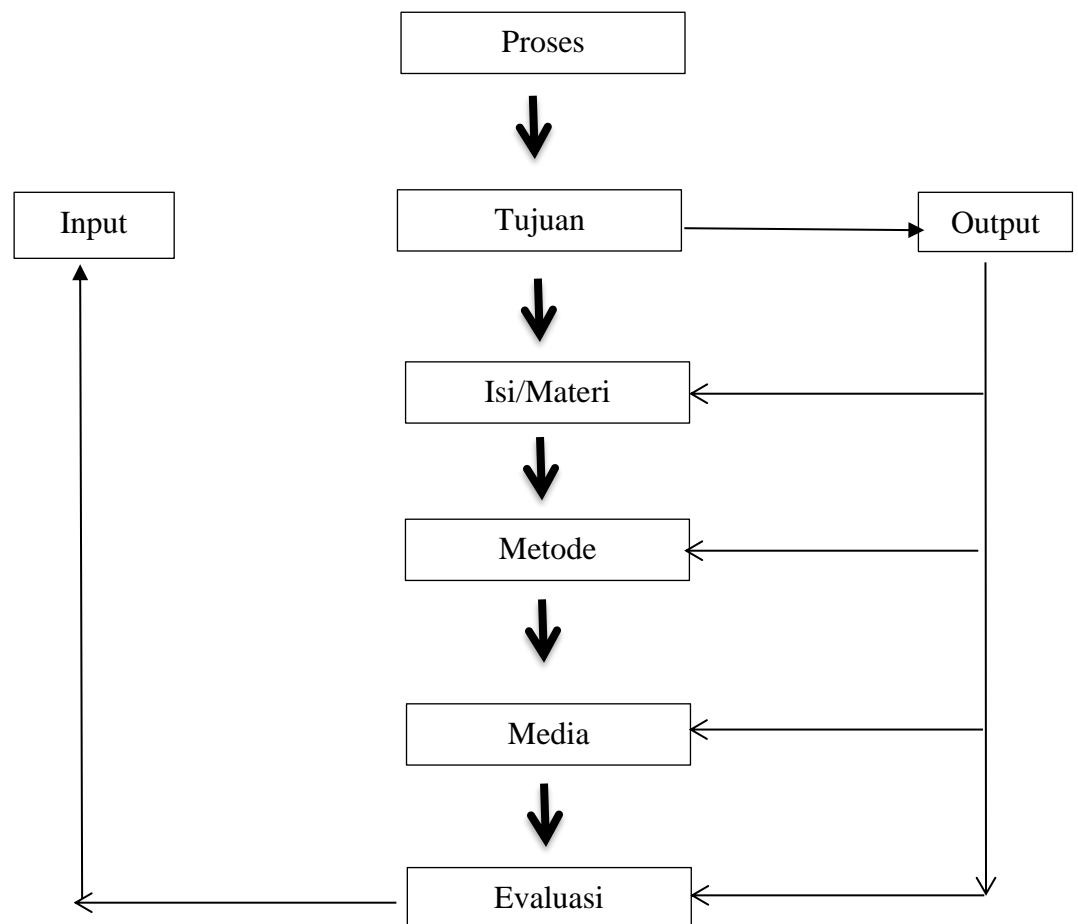 Proses
Input
Tujuan
Output
Isi/Materi
Metode
Media
Evaluasi